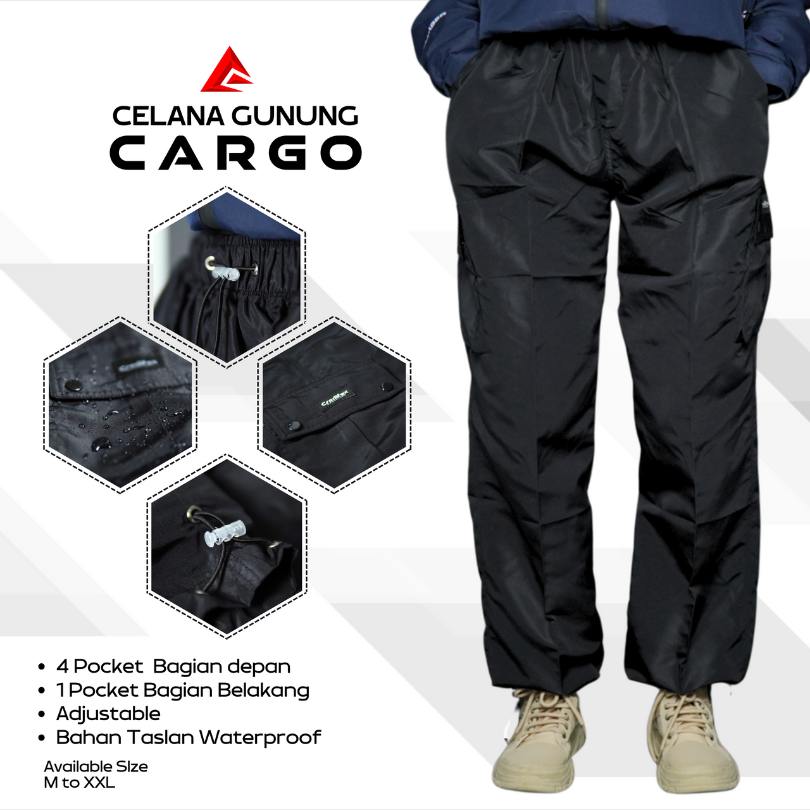 CELANA GUNUNG
CARGO
• 4 Pocket Bagian depan
• 1 Pocket Bagian Belakang
• Adjustable
• Bahan Taslan Waterproof
Available SIze
M to XXL